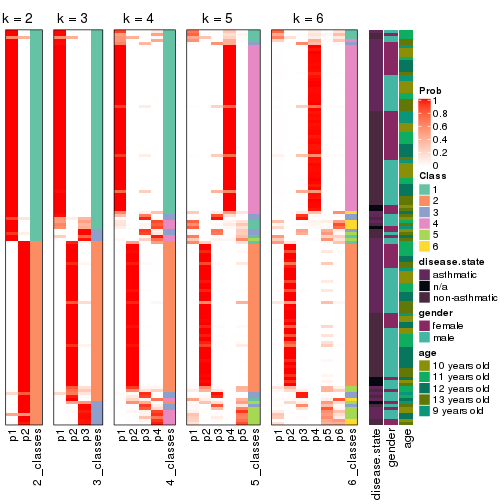 k = 2 k = 3 k = 4 k = 5 k = 6
Prob
1
0.8
0.6
0.4
0.2
0
Class
1
2
3
4
5
6
disease.state
asthmatic
n/a
non-asthmatic
gender
female
male
age
10 years old
11 years old
12 years old
13 years old
9 years old
p1 p2 2_classes p1 p2 p3 3_classes p1 p2 p3 p4 4_classes p1 p2 p3 p4 p5 5_classes p1 p2 p3 p4 p5 p6 6_classes disease.state gender age